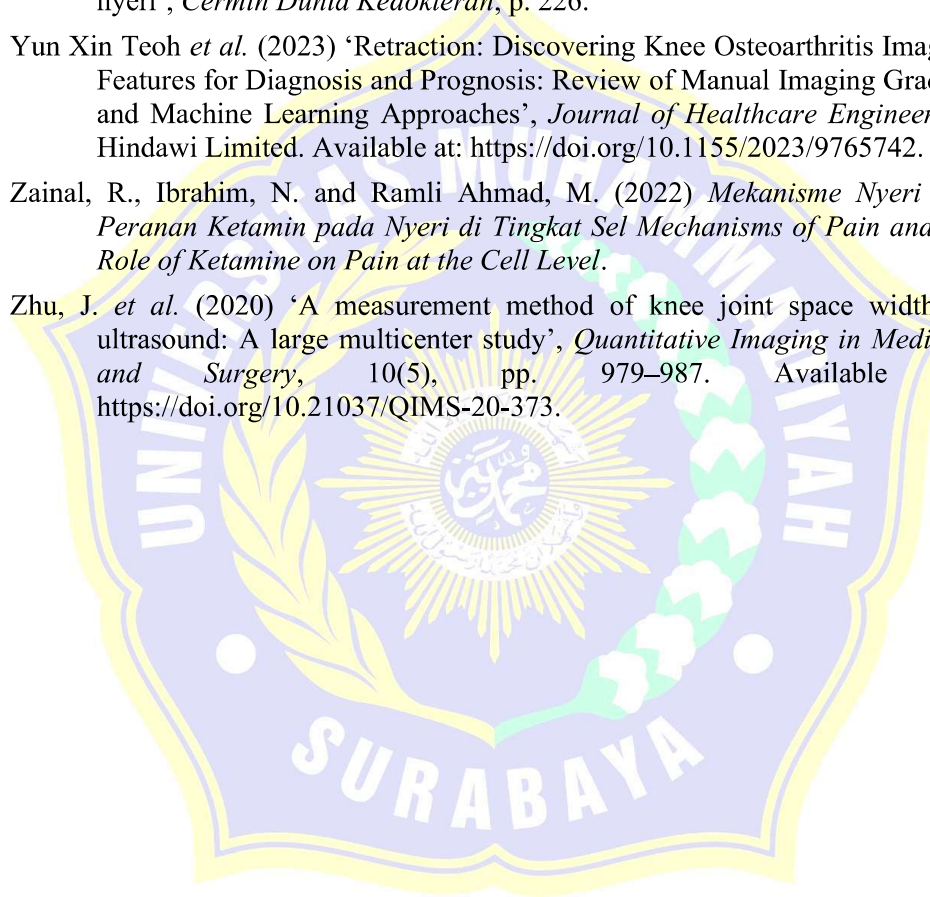 nyeri’, Cermin Dunia Kedokteran, p. 226.
Yun Xin Teoh et al. (2023) ‘Retraction: Discovering Knee Osteoarthritis Imag
Features for Diagnosis and Prognosis: Review of Manual Imaging Grad
and Machine Learning Approaches’, Journal of Healthcare Engineer
Hindawi Limited. Available at: https://doi.org/10.1155/2023/9765742.
Zainal, R., Ibrahim, N. and Ramli Ahmad, M. (2022) Mekanisme Nyeri
Peranan Ketamin pada Nyeri di Tingkat Sel Mechanisms of Pain and
Role of Ketamine on Pain at the Cell Level.
Zhu, J. et al. (2020) ‘A measurement method of knee joint space width
ultrasound: A large multicenter study’, Quantitative Imaging in Medi
and Surgery, 10(5), pp. 979–987. Available
https://doi.org/10.21037/QIMS-20-373.
UNIVERSITAS MUHAMMADIYAH
محمد
SURABAYA